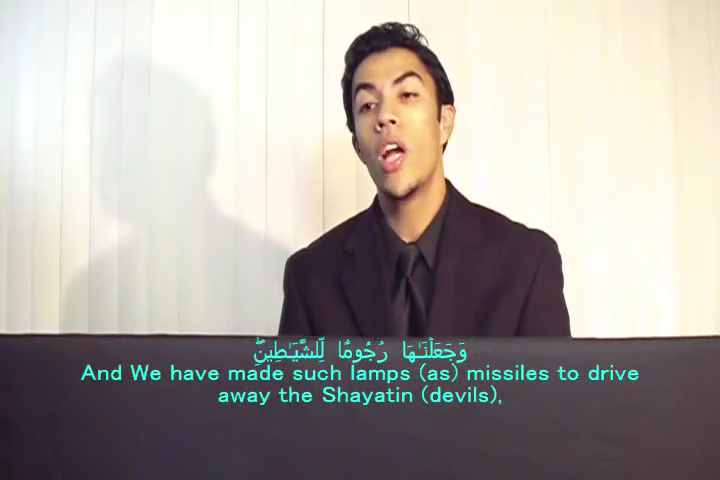 وَجَعَلْنَـٰهَا رُجُومًا لِّلشَّيَـٰطِينِۖ
And We have made such lamps (as) missiles to drive
away the Shayatin (devils),